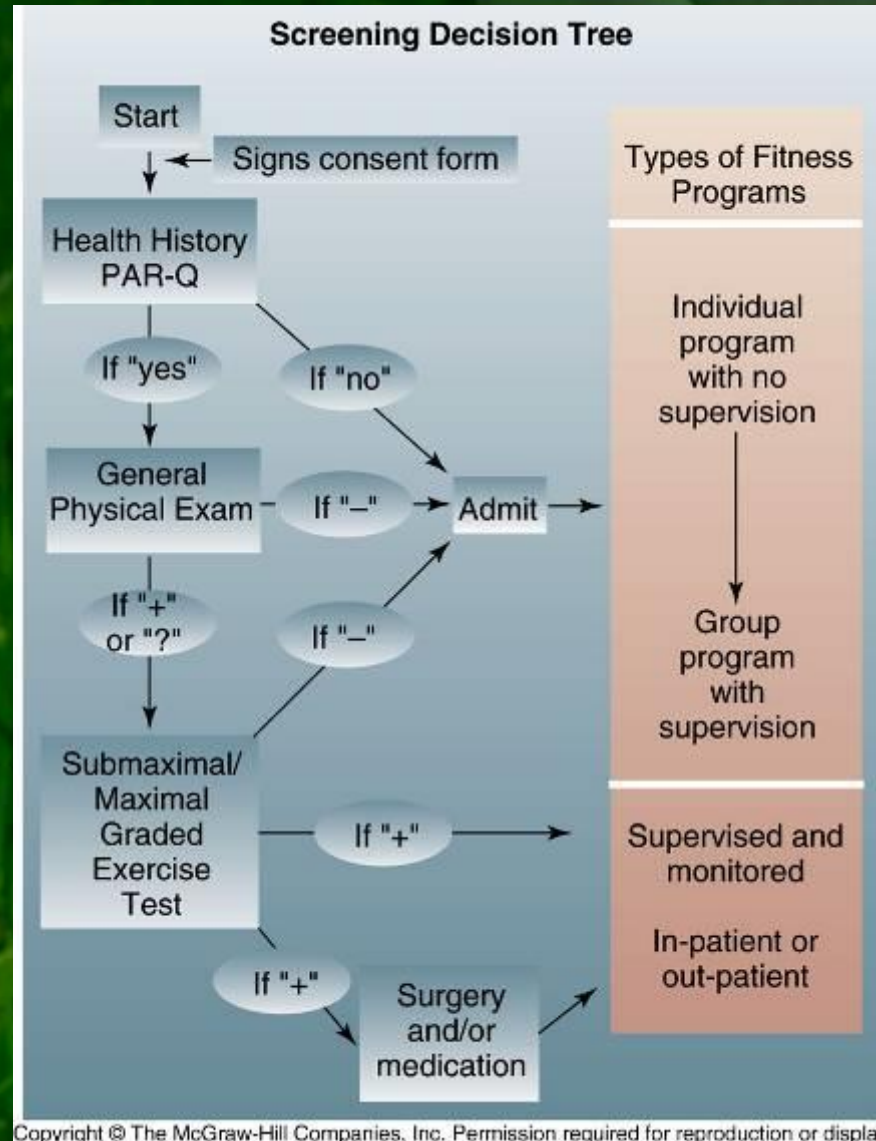 Screening Decision Tree
Start
Signs consent form
Health History
PAR-Q
If "yes"
If "no"
General
Physical Exam
If "–"
Admit
If "+"
or "?"
If "–"
Submaximal/
Maximal
Graded
Exercise
Test
If "+"
If "+"
Surgery
and/or
medication
Types of Fitness
Programs
Individual
program
with no
supervision
Group
program
with
supervision
Supervised and
monitored
In-patient or
out-patient
Copyright © The McGraw-Hill Companies, Inc. Permission required for reproduction or displa